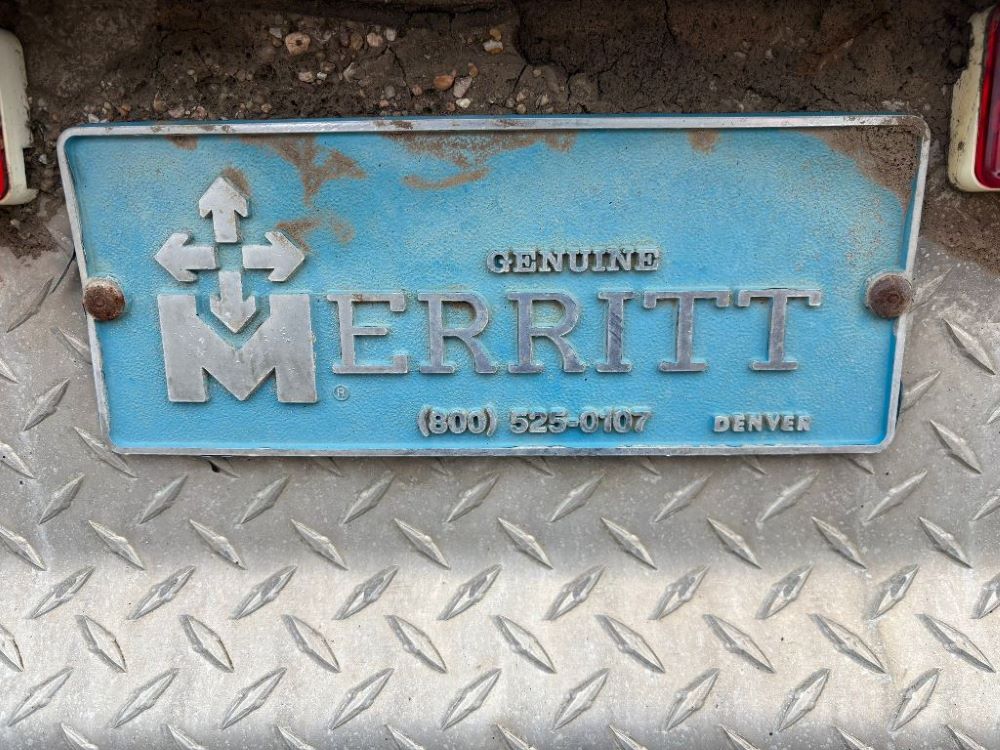 GENUINE
MERRITT
®
(800) 525-0107 DENVER